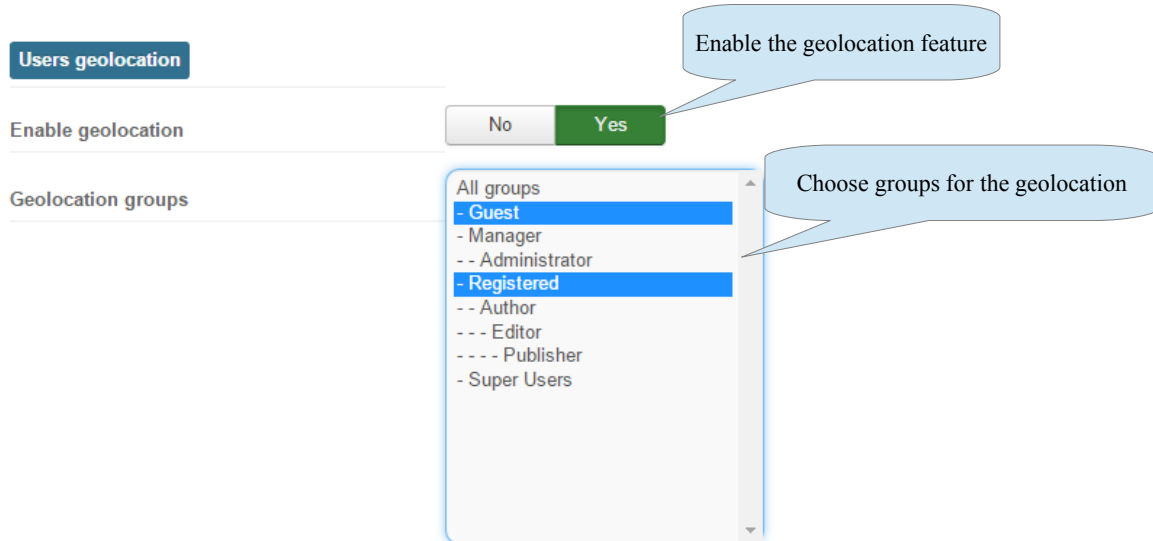 Enable the geolocation feature
Users geolocation
Enable geolocation
No
Yes
Choose groups for the geolocation
Geolocation groups
All groups
- Guest
- Manager
- - Administrator
- Registered
- - Author
- - - Editor
- - - - Publisher
- Super Users